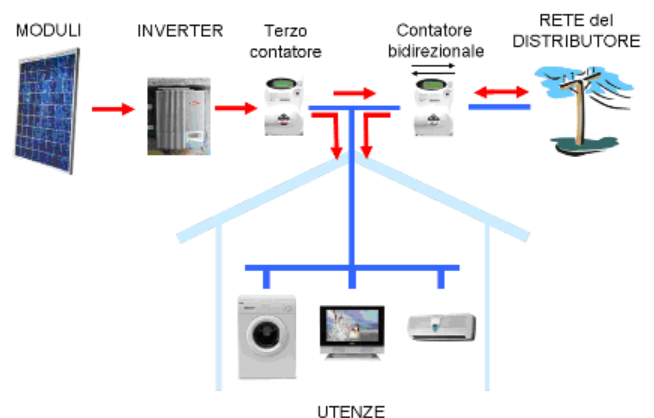 MODULI
INVERTER
Terzo
contatore
Contatore
bidirezionale
RETE del
DISTRIBUTORE
UTENZE